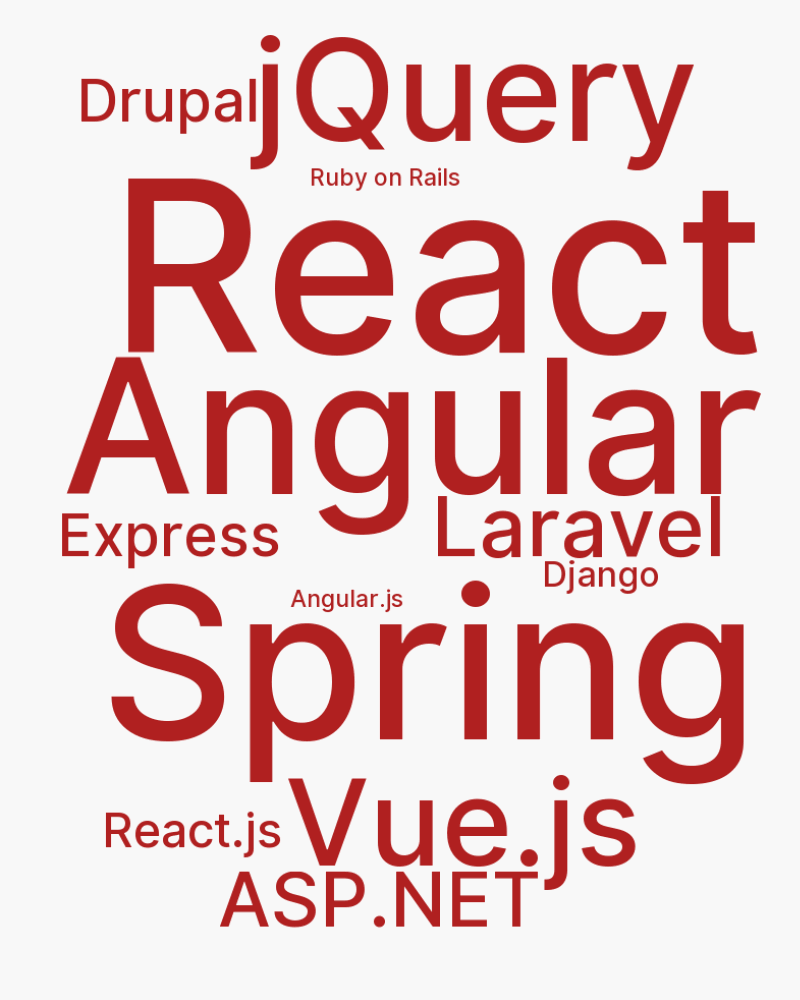 Drupal
jQuery
Ruby on Rails
React
Angular
Express
Laravel
Django
Angular.js
Spring
React.js
Vue.js
ASP.NET